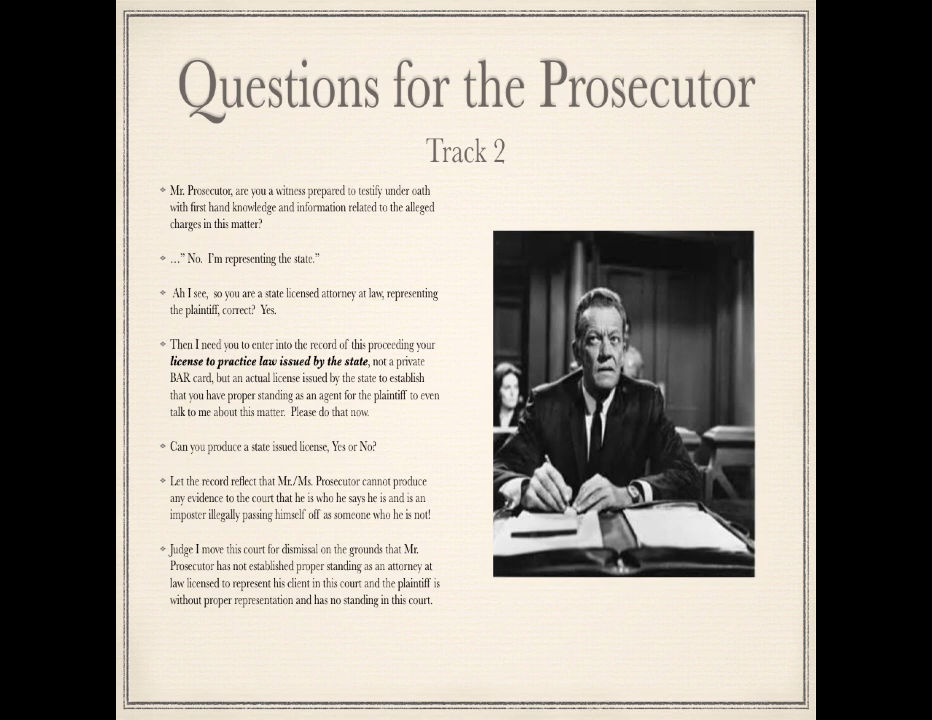 Questions for the Prosecutor
Track 2
Mr. Prosecutor, are you a witness prepared to testify under oath
with first hand knowledge and information related to the alleged
charges in this matter?
…” No. I’m representing the state.”
Ah I see, so you are a state licensed attorney at law, representing
the plaintiff, correct? Yes.
Then I need you to enter into the record of this proceeding your
license to practice law issued by the state, not a private
BAR card, but an actual license issued by the state to establish
that you have proper standing as an agent for the plaintiff to even
talk to me about this matter. Please do that now.
Can you produce a state issued license, Yes or No?
Let the record reflect that Mr./Ms. Prosecutor cannot produce
any evidence to the court that he is who he says he is and is an
imposter illegally passing himself off as someone who he is not!
Judge I move this court for dismissal on the grounds that Mr.
Prosecutor has not established proper standing as an attorney at
law licensed to represent his client in this court and the plaintiff is
without proper representation and has no standing in this court.